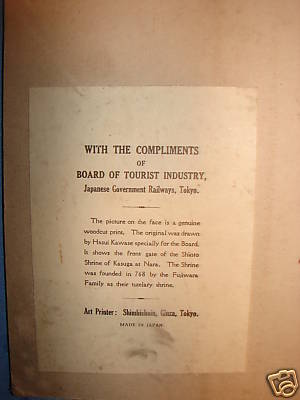 WITH THE COMPLIMENTS
OF
BOARD OF TOURIST INDUSTRY,
Japanese Government Railways, Tokyo.
The picture on the face is a genuine
woodcut print. The original was drawn
by Hasui Kawase specially for the Board.
It shows the front gate of the Shinto
Shrine of Kasuga at Nara. The Shrine
was founded in 768 by the Fujiwara
Family as their tutelary shrine.
Art Printer: Shimbishoin, Ginza, Tokyo.
MADE IN JAPAN.
ebY